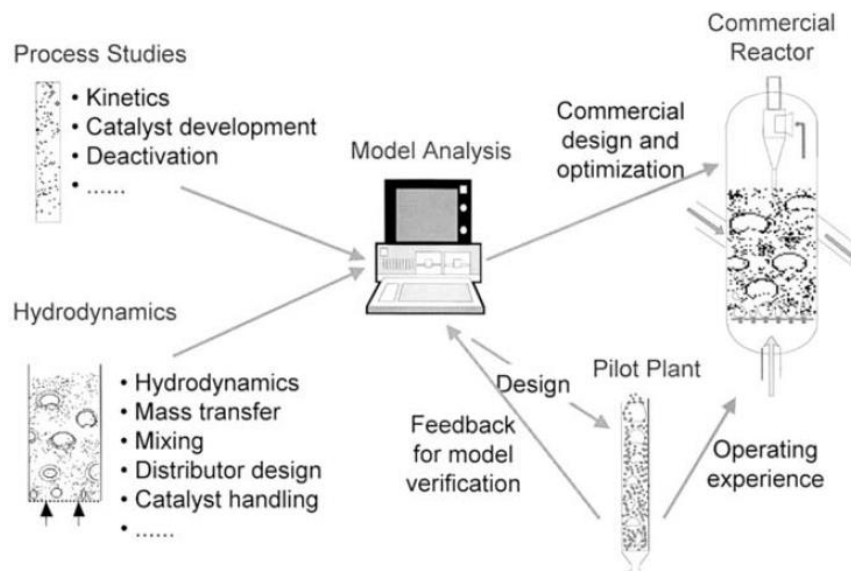 Process Studies
• Kinetics
• Catalyst development
• Deactivation
• ......
Model Analysis
Commercial
design and
optimization
Commercial
Reactor
Hydrodynamics
• Hydrodynamics
• Mass transfer
• Mixing
• Distributor design
• Catalyst handling
• ......
Design
Feedback
for model
verification
Pilot Plant
Operating
experience